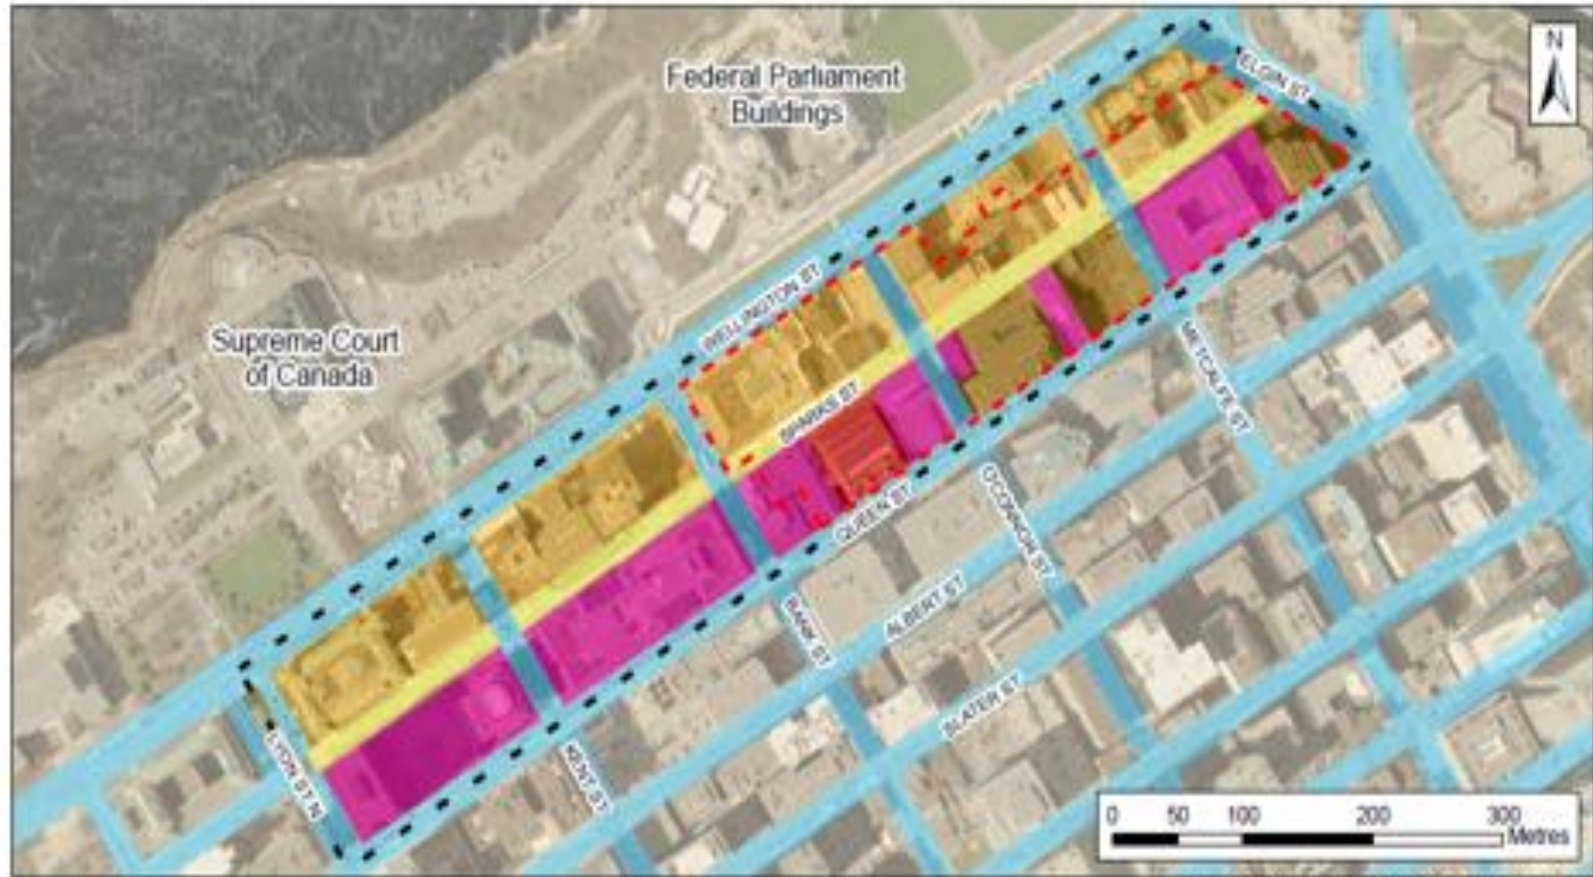 Federal Parliament
Buildings
N
ELGIN ST
WELLINGTON ST
Supreme Court
of Canada
SPARKS ST
METCALFE ST
QUEEN ST
OCONNOR ST
ALBERT ST
BANK ST
SLATER ST
LYON ST N
KENT ST
0 50 100 200 300
Metres